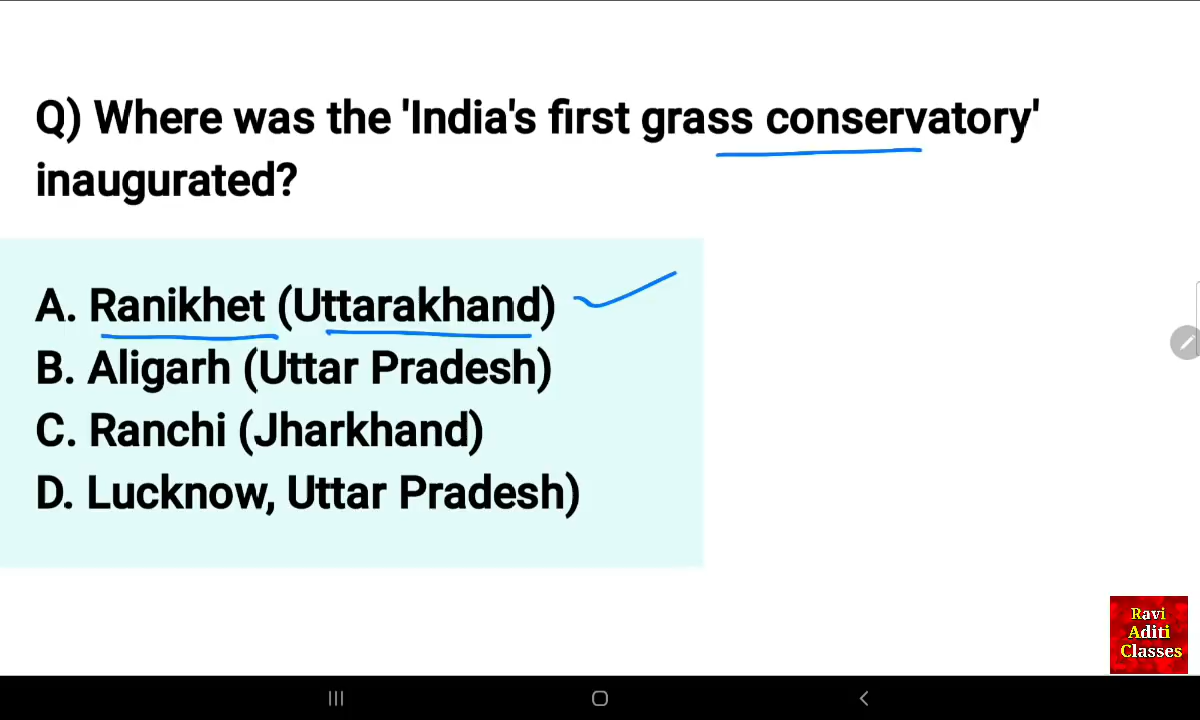 Q) Where was the 'India's first grass conservatory'
inaugurated?
A. Ranikhet (Uttarakhand)
B. Aligarh (Uttar Pradesh)
C. Ranchi (Jharkhand)
D. Lucknow, Uttar Pradesh)
Ravi
Aditi
Classes